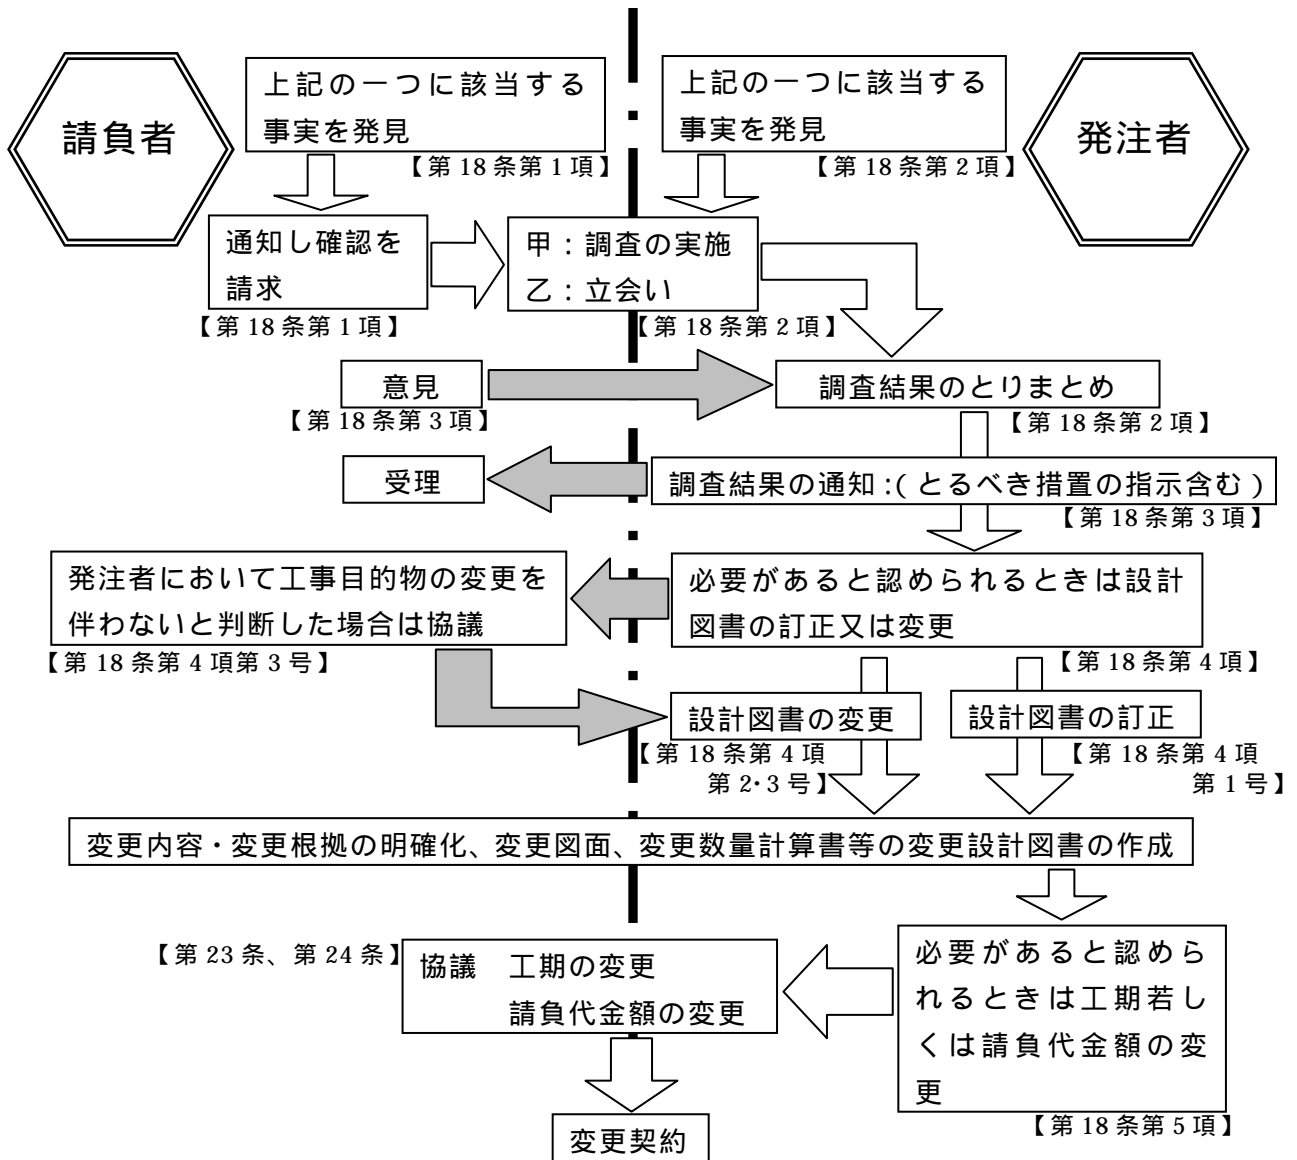 請負者
上記の一つに該当する
事実を発見
【第18条第1項】
上記の一つに該当する
事実を発見
【第18条第2項】
発注者
通知し確認を
請求
【第18条第1項】
甲：調査の実施
乙：立会い
【第18条第2項】
意見
【第18条第3項】
調査結果のとりまとめ
【第18条第2項】
受理
調査結果の通知：(とるべき措置の指示含む)
【第18条第3項】
発注者において工事目的物の変更を
伴わないと判断した場合は協議
【第18条第4項第3号】
必要があると認められるときは設計
図書の訂正又は変更
【第18条第4項】
設計図書の変更
【第18条第4項
第2・3号】
設計図書の訂正
【第18条第4項
第1号】
変更内容・変更根拠の明確化、変更図面、変更数量計算書等の変更設計図書の作成
【第23条、第24条】
協議　工期の変更
請負代金額の変更
必要があると認めら
れるときは工期若し
くは請負代金額の変
更
【第18条第5項】
変更契約